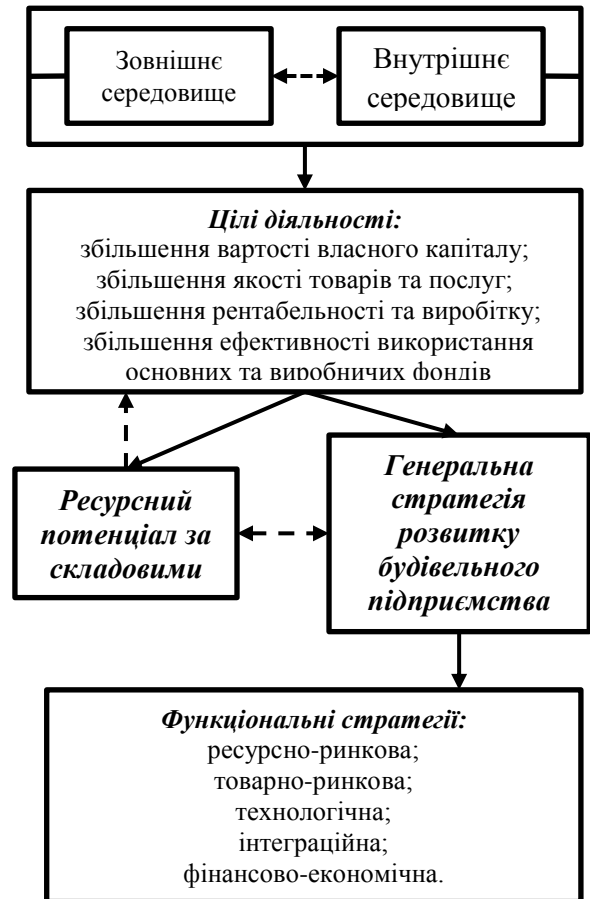 Зовнішнє
середовище
Внутрішнє
середовище
Цілі діяльності:
збільшення вартості власного капіталу;
збільшення якості товарів та послуг;
збільшення рентабельності та виробітку;
збільшення ефективності використання
основних та виробничих фондів
Ресурсний
потенціал за
складовими
Генеральна
стратегія
розвитку
будівельного
підприємства
Функціональні стратегії:
ресурсно-ринкова;
товарно-ринкова;
технологічна;
інтеграційна;
фінансово-економічна.